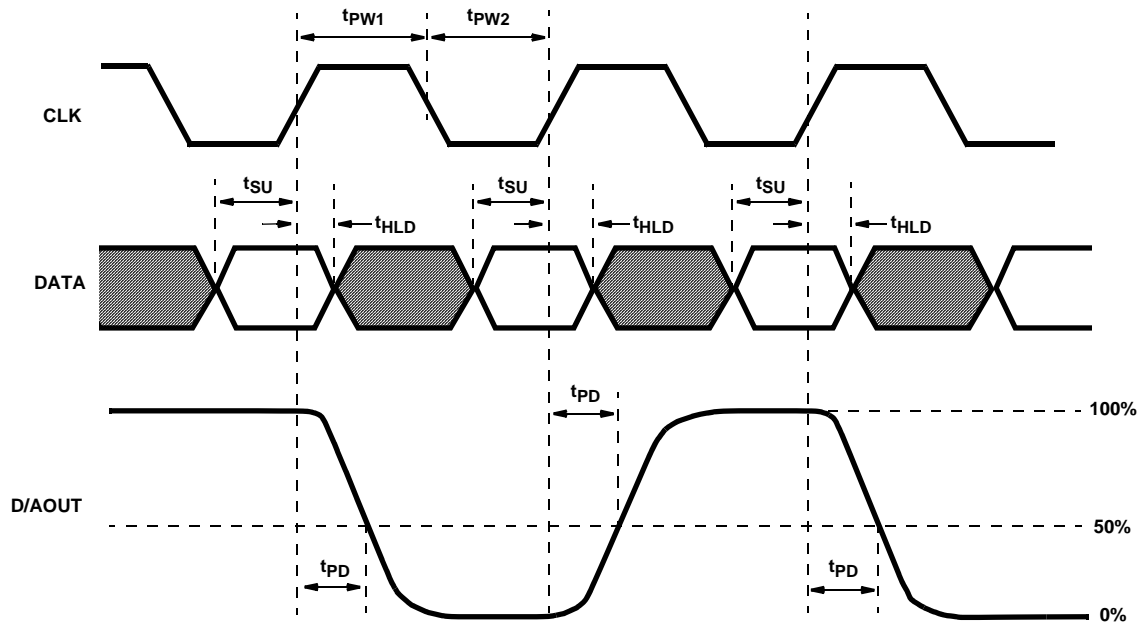 tPW1 tPW2
CLK
tSU tSU tSU
tHLD tHLD tHLD
DATA
tPD
100%
D/AOUT
50%
tPD tPD
0%